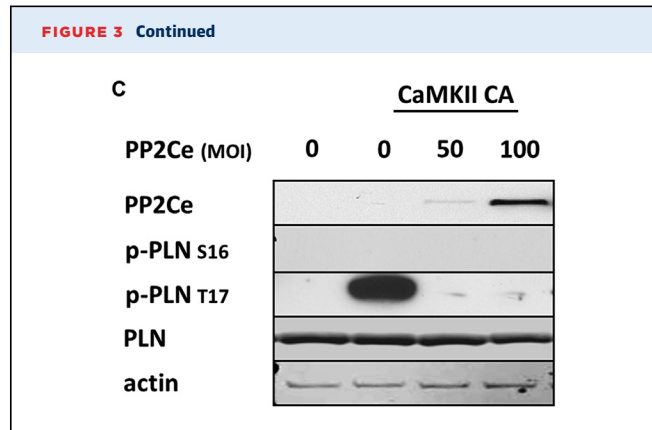 FIGURE 3 Continued
C
CaMKII CA
PP2Ce (MOI) 0 0 50 100
PP2Ce
p-PLN S16
p-PLN T17
PLN
actin